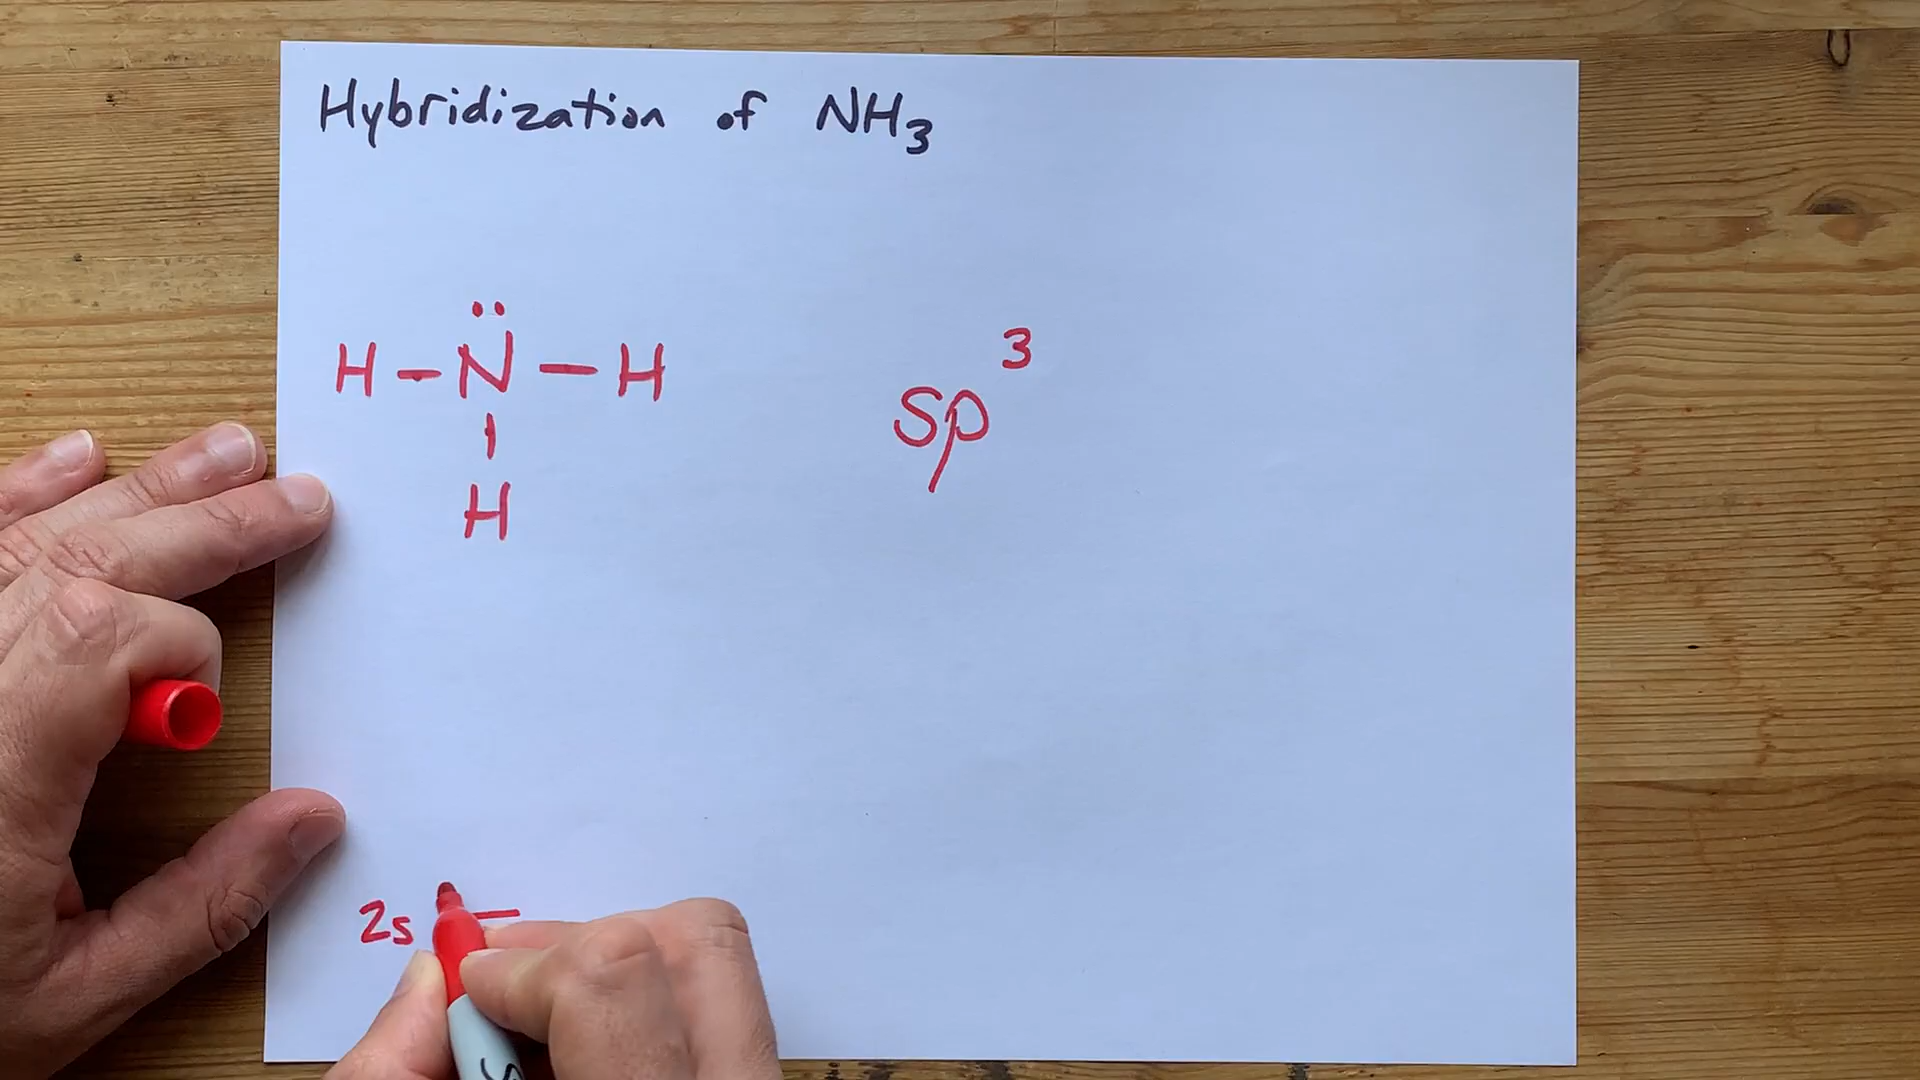 Hybridization of NH3
··
H - N - H
|
H
sp3
2s